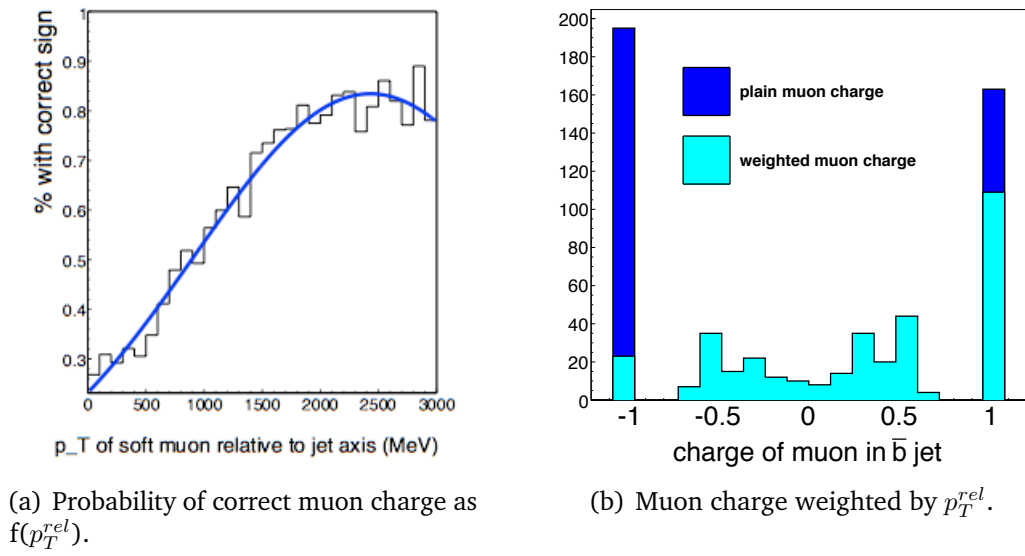 1
0.9
0.8
0.7
0.6
0.5
0.4
0.3
% with correct sign
0 500 1000 1500 2000 2500 3000
p_T of soft muon relative to jet axis (MeV)
(a) Probability of correct muon charge as
f(p_T^{rel}).
200
180
160
140
120
100
80
60
40
20
0
plain muon charge
weighted muon charge
-1 -0.5 0 0.5 1
charge of muon in b̅ jet
(b) Muon charge weighted by p_T^{rel}.